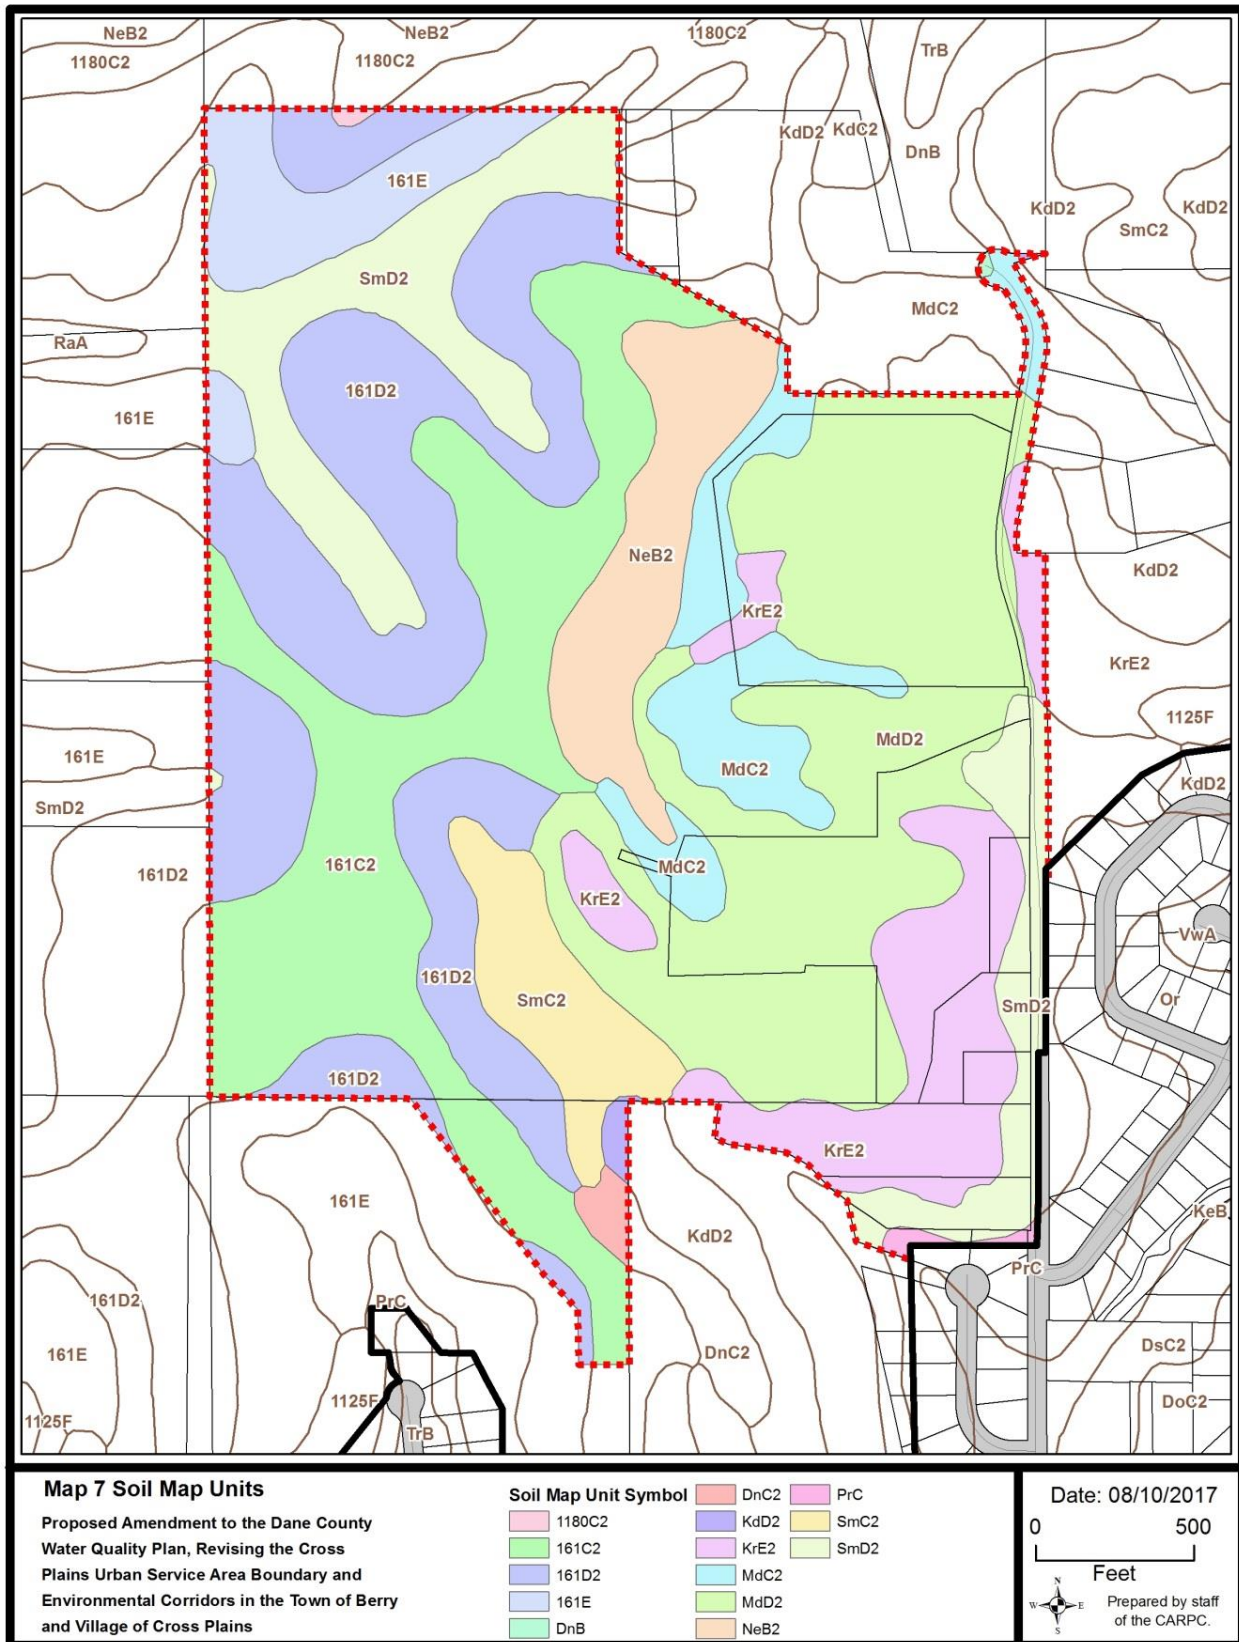 NeB2
NeB2
1180C2
1180C2
1180C2
TrB
KdD2
KdC2
DnB
KdD2
KdD2
SmC2
161E
SmD2
MdC2
RaA
161D2
161E
NeB2
KdD2
KrE2
KrE2
1125F
161E
MdD2
MdC2
SmD2
KdD2
161D2
161C2
MdC2
KrE2
VwA
161D2
SmC2
SmD2
Or
161D2
KrE2
161E
KdD2
KeB
PrC
161D2
PrC
161E
DnC2
DsC2
1125F
DoC2
1125F
TrB
Map 7 Soil Map Units
Proposed Amendment to the Dane County
Water Quality Plan, Revising the Cross
Plains Urban Service Area Boundary and
Environmental Corridors in the Town of Berry
and Village of Cross Plains
Soil Map Unit Symbol
1180C2
161C2
161D2
161E
DnB
DnC2
KdD2
KrE2
MdC2
MdD2
NeB2
PrC
SmC2
SmD2
Date: 08/10/2017
0 500
Feet
N
W E
S
Prepared by staff
of the CARPC.